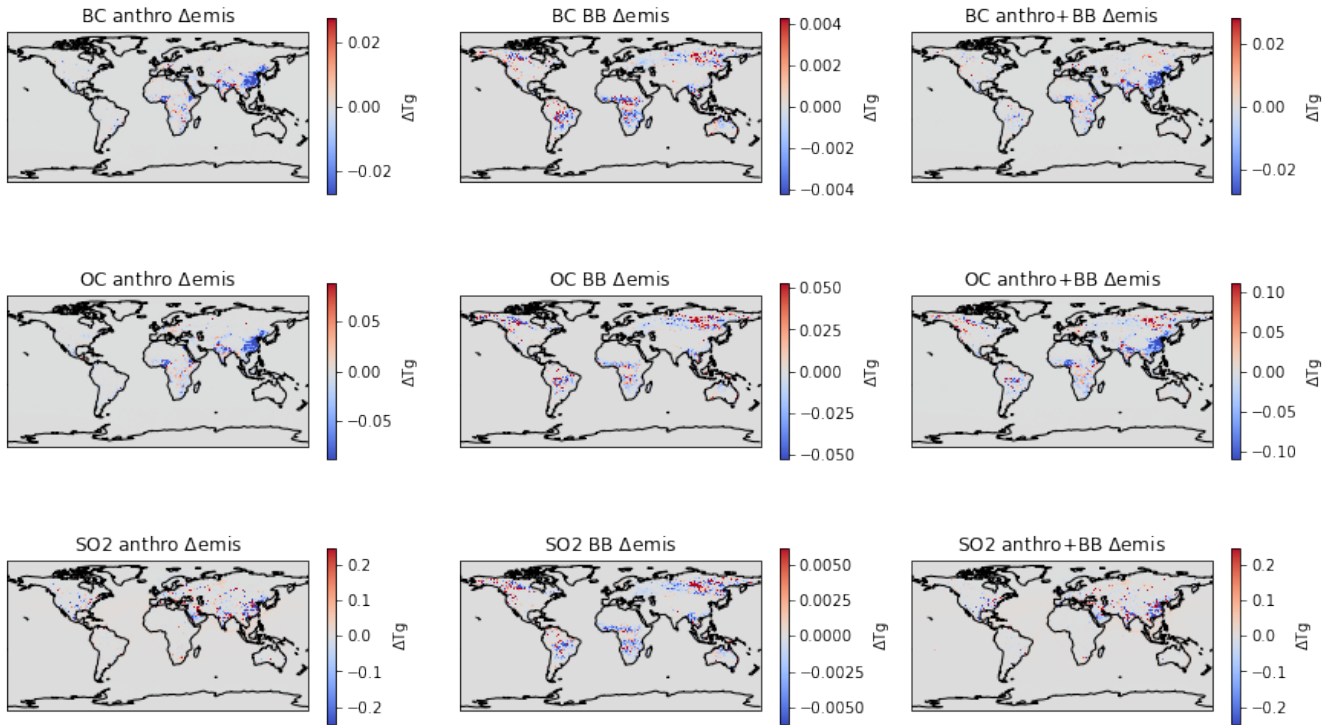 BC anthro Δemis
0.02
0.00
−0.02
ΔTg
BC BB Δemis
0.004
0.002
0.000
−0.002
−0.004
ΔTg
BC anthro+BB Δemis
0.02
0.00
−0.02
ΔTg
OC anthro Δemis
0.05
0.00
−0.05
ΔTg
OC BB Δemis
0.050
0.025
0.000
−0.025
−0.050
ΔTg
OC anthro+BB Δemis
0.10
0.05
0.00
−0.05
−0.10
ΔTg
SO2 anthro Δemis
0.2
0.1
0.0
−0.1
−0.2
ΔTg
SO2 BB Δemis
0.0050
0.0025
0.0000
−0.0025
−0.0050
ΔTg
SO2 anthro+BB Δemis
0.2
0.1
0.0
−0.1
−0.2
ΔTg